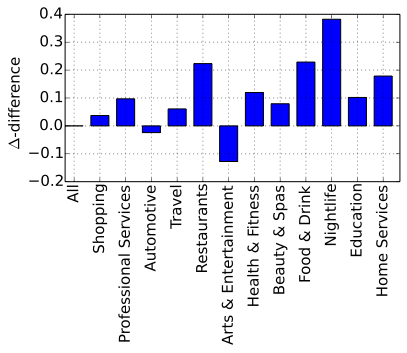 0.4
0.3
0.2
0.1
0.0
−0.1
−0.2
Δ-difference
All
Shopping
Professional Services
Automotive
Travel
Restaurants
Arts & Entertainment
Health & Fitness
Beauty & Spas
Food & Drink
Nightlife
Education
Home Services